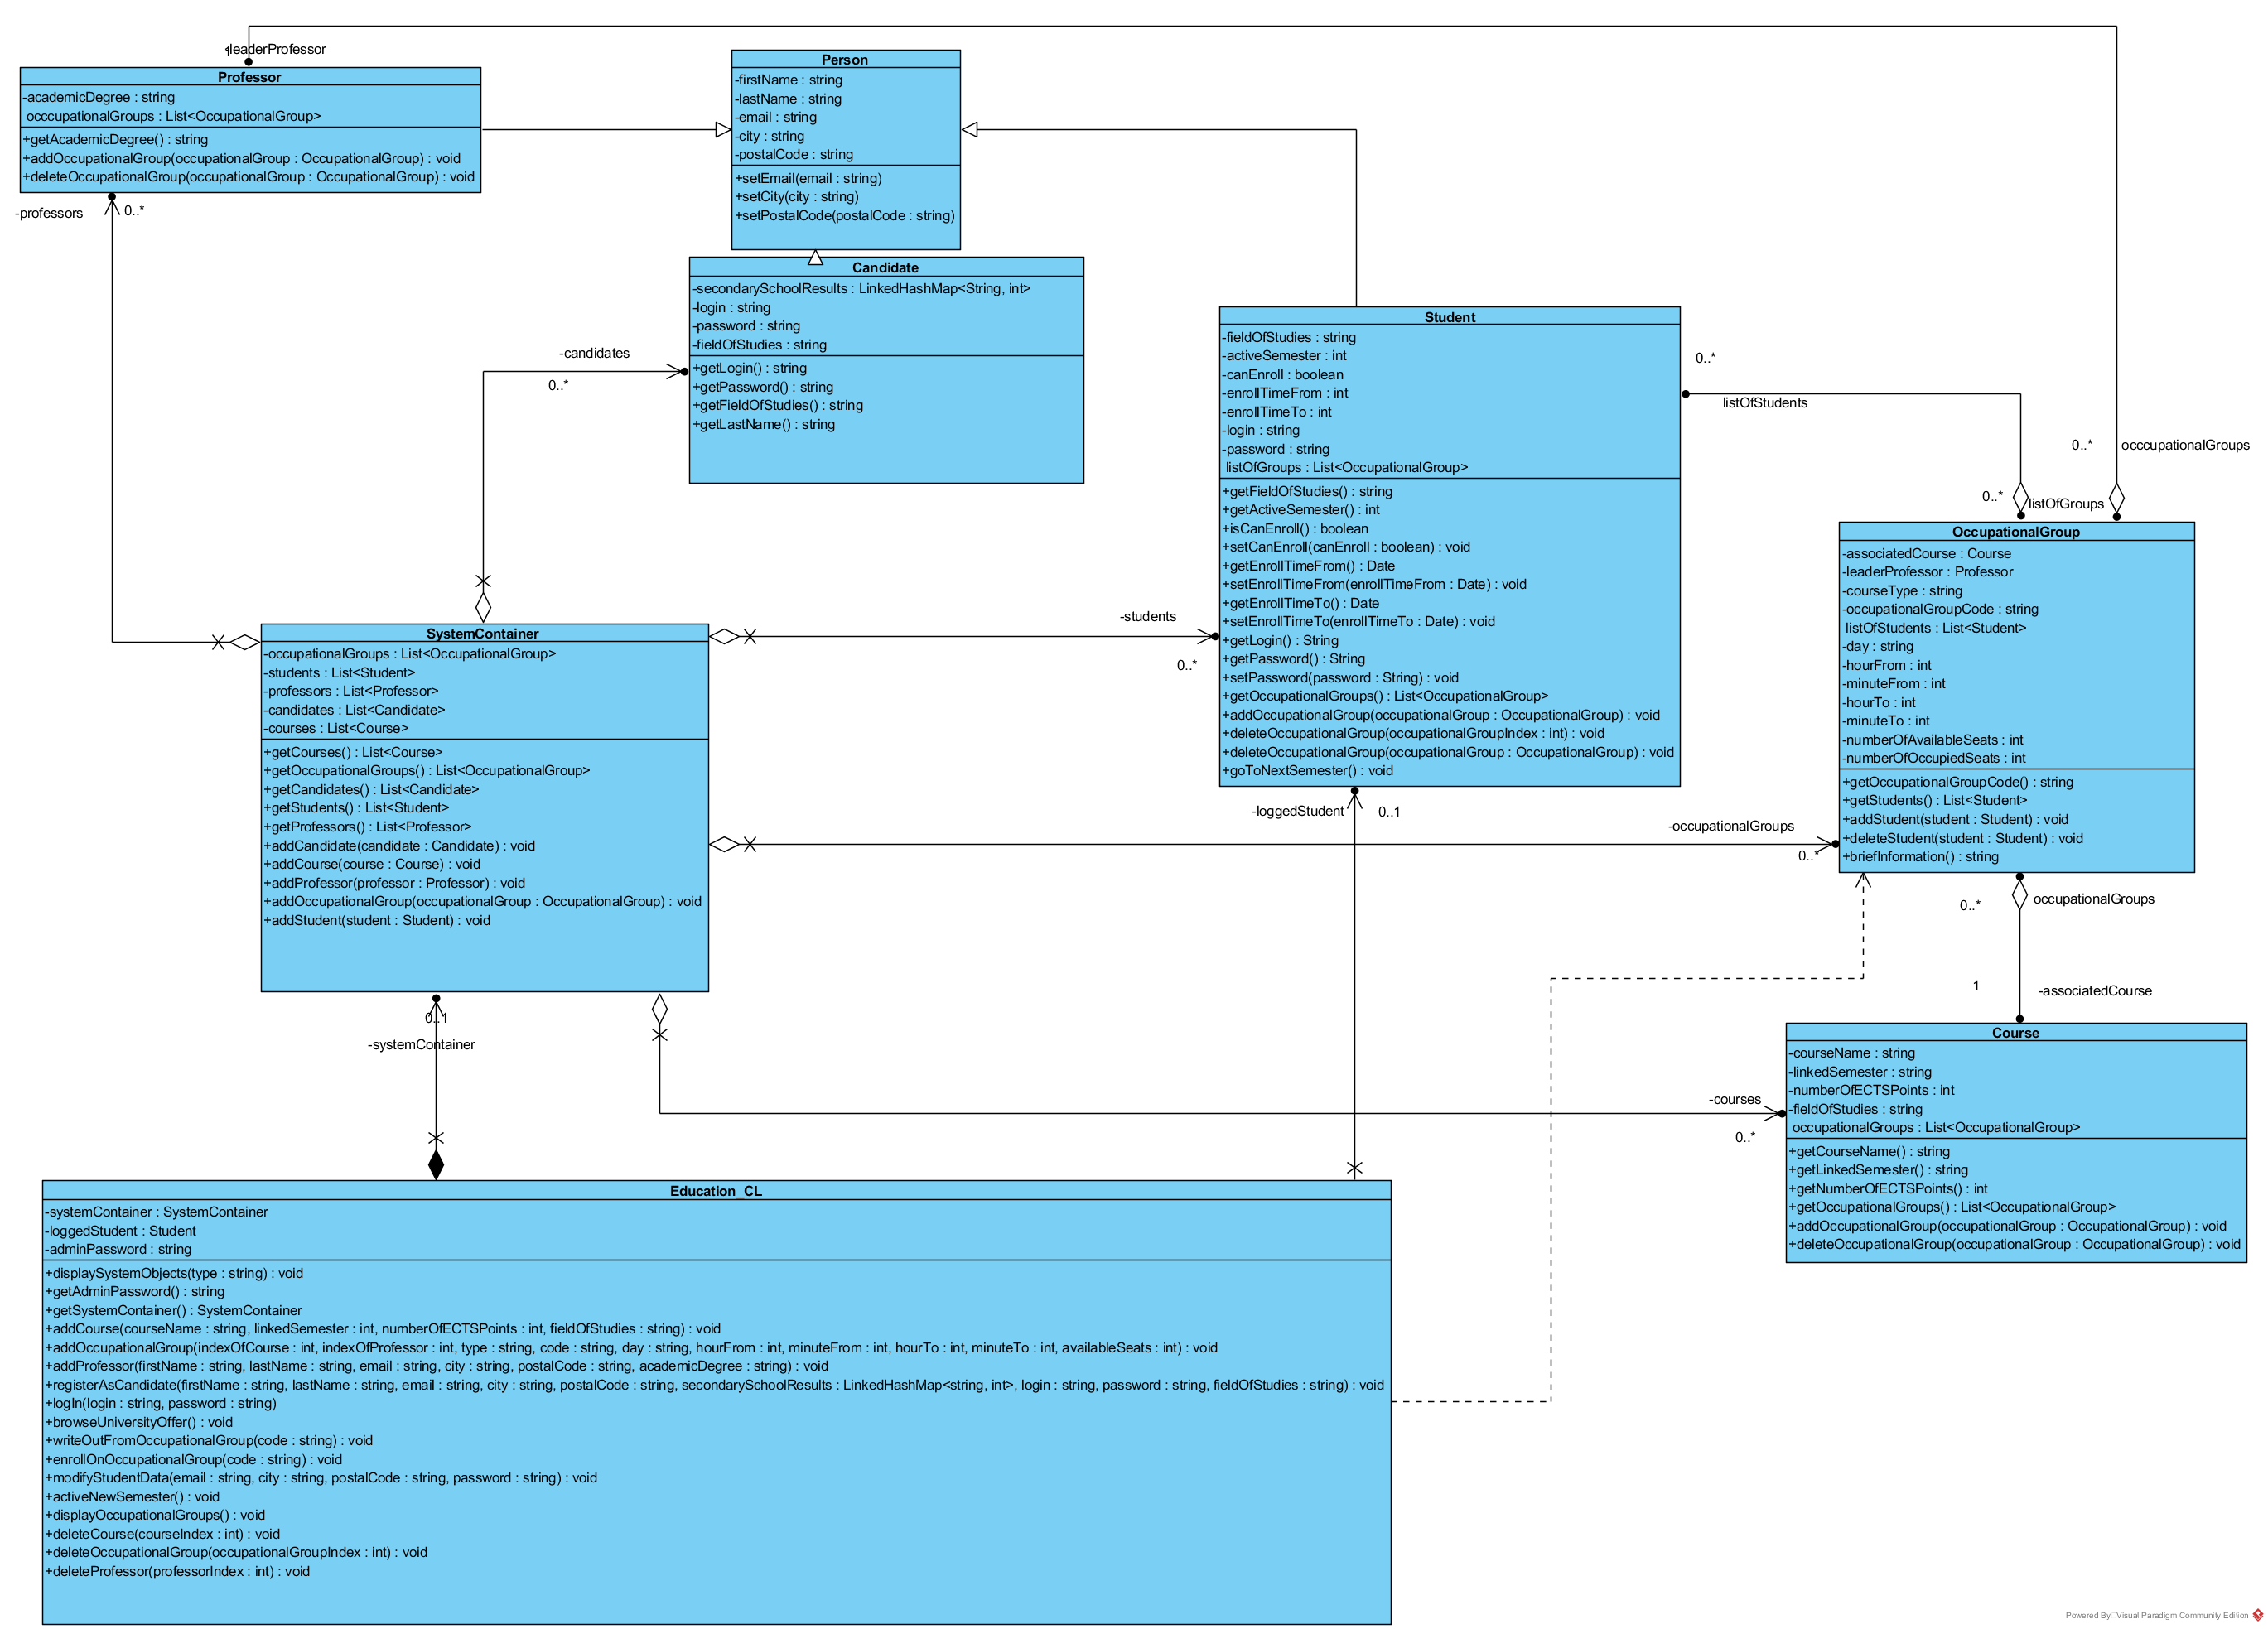 -leaderProfessor
1
Professor
-academicDegree : string
occcupationalGroups : List<OccupationalGroup>
+getAcademicDegree() : string
+addOccupationalGroup(occupationalGroup : OccupationalGroup) : void
+deleteOccupationalGroup(occupationalGroup : OccupationalGroup) : void
-professors
0..*
Person
-firstName : string
-lastName : string
-email : string
-city : string
-postalCode : string
+setEmail(email : string)
+setCity(city : string)
+setPostalCode(postalCode : string)
Candidate
-secondarySchoolResults : LinkedHashMap<String, int>
-login : string
-password : string
-fieldOfStudies : string
+getLogin() : string
+getPassword() : string
+getFieldOfStudies() : string
+getLastName() : string
-candidates
0..*
Student
-fieldOfStudies : string
-activeSemester : int
-canEnroll : boolean
-enrollTimeFrom : int
-enrollTimeTo : int
-login : string
-password : string
listOfGroups : List<OccupationalGroup>
+getFieldOfStudies() : string
+getActiveSemester() : int
+isCanEnroll() : boolean
+setCanEnroll(canEnroll : boolean) : void
+getEnrollTimeFrom() : Date
+setEnrollTimeFrom(enrollTimeFrom : Date) : void
+getEnrollTimeTo() : Date
+setEnrollTimeTo(enrollTimeTo : Date) : void
+getLogin() : String
+getPassword() : String
+setPassword(password : String) : void
+getOccupationalGroups() : List<OccupationalGroup>
+addOccupationalGroup(occupationalGroup : OccupationalGroup) : void
+deleteOccupationalGroup(occupationalGroupIndex : int) : void
+deleteOccupationalGroup(occupationalGroup : OccupationalGroup) : void
+goToNextSemester() : void
0..*
listOfStudents
0..*
occcupationalGroups
0..*
listOfGroups
OccupationalGroup
-associatedCourse : Course
-leaderProfessor : Professor
-courseType : string
-occupationalGroupCode : string
listOfStudents : List<Student>
-day : string
-hourFrom : int
-minuteFrom : int
-hourTo : int
-minuteTo : int
-numberOfAvailableSeats : int
-numberOfOccupiedSeats : int
+getOccupationalGroupCode() : string
+getStudents() : List<Student>
+addStudent(student : Student) : void
+deleteStudent(student : Student) : void
+briefInformation() : string
SystemContainer
-occupationalGroups : List<OccupationalGroup>
-students : List<Student>
-professors : List<Professor>
-candidates : List<Candidate>
-courses : List<Course>
+getCourses() : List<Course>
+getOccupationalGroups() : List<OccupationalGroup>
+getCandidates() : List<Candidate>
+getStudents() : List<Student>
+getProfessors() : List<Professor>
+addCandidate(candidate : Candidate) : void
+addCourse(course : Course) : void
+addProfessor(professor : Professor) : void
+addOccupationalGroup(occupationalGroup : OccupationalGroup) : void
+addStudent(student : Student) : void
-students
0..*
-loggedStudent
0..1
-occupationalGroups
0..*
0..*
occupationalGroups
1
-associatedCourse
0..1
-systemContainer
-courses
0..*
Course
-courseName : string
-linkedSemester : string
-numberOfECTSPoints : int
-fieldOfStudies : string
occupationalGroups : List<OccupationalGroup>
+getCourseName() : string
+getLinkedSemester() : string
+getNumberOfECTSPoints() : int
+getOccupationalGroups() : List<OccupationalGroup>
+addOccupationalGroup(occupationalGroup : OccupationalGroup) : void
+deleteOccupationalGroup(occupationalGroup : OccupationalGroup) : void
Education_CL
-systemContainer : SystemContainer
-loggedStudent : Student
-adminPassword : string
+displaySystemObjects(type : string) : void
+getAdminPassword() : string
+getSystemContainer() : SystemContainer
+addCourse(courseName : string, linkedSemester : int, numberOfECTSPoints : int, fieldOfStudies : string) : void
+addOccupationalGroup(indexOfCourse : int, indexOfProfessor : int, type : string, code : string, day : string, hourFrom : int, minuteFrom : int, hourTo : int, minuteTo : int, availableSeats : int) : void
+addProfessor(firstName : string, lastName : string, email : string, city : string, postalCode : string, academicDegree : string) : void
+registerAsCandidate(firstName : string, lastName : string, email : string, city : string, postalCode : string, secondarySchoolResults : LinkedHashMap<string, int>, login : string, password : string, fieldOfStudies : string) : void
+logIn(login : string, password : string)
+browseUniversityOffer() : void
+writeOutFromOccupationalGroup(code : string) : void
+enrollOnOccupationalGroup(code : string) : void
+modifyStudentData(email : string, city : string, postalCode : string, password : string) : void
+activeNewSemester() : void
+displayOccupationalGroups() : void
+deleteCourse(courseIndex : int) : void
+deleteOccupationalGroup(occupationalGroupIndex : int) : void
+deleteProfessor(professorIndex : int) : void
Powered By Visual Paradigm Community Edition